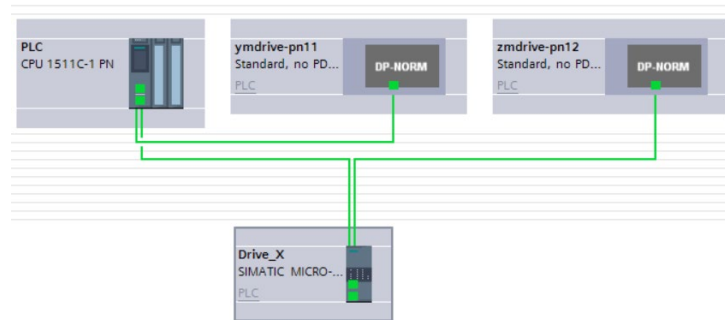 PLC
CPU 1511C-1 PN
ymdrive-pn11
Standard, no PD...
PLC
DP-NORM
zmdrive-pn12
Standard, no PD...
PLC
DP-NORM
Drive_X
SIMATIC MICRO-...
PLC